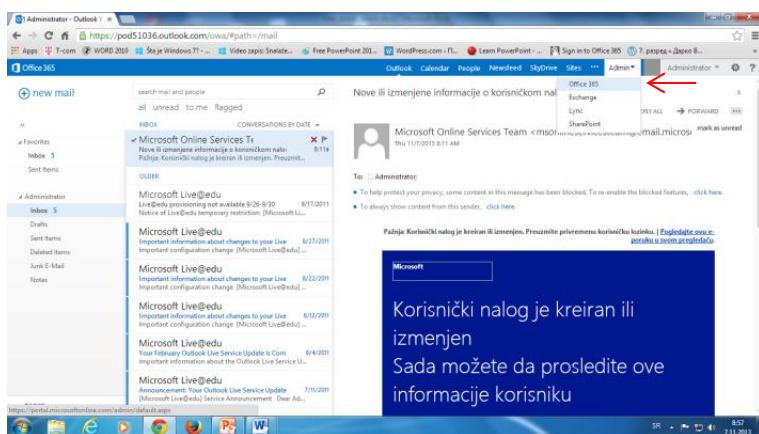 Administrator - Outlook
https://pod51036.outlook.com/owa/#path=/mail
Apps T-com WORD 2010 Šta je Windows 7? - ... Video zapis: Snalaže... Free PowerPoint 201... WordPress.com - П... Learn PowerPoint - ... Sign in to Office 365 7. разред « Дарко В...
Office 365 Outlook Calendar People Newsfeed SkyDrive Sites ... Admin Administrator ?
Office 365
Exchange
Lync
SharePoint
new mail
search mail and people
all unread to me flagged
INBOX CONVERSATIONS BY DATE
Favorites
Inbox 5
Sent Items
Administrator
Inbox 5
Drafts
Sent Items
Deleted Items
Junk E-Mail
Notes
Microsoft Online Services Te
Nove ili izmenjene informacije o korisničkom nalo 8:11a
Pažnja: Korisnički nalog je kreiran ili izmenjen. Preuzmit...
OLDER
Microsoft Live@edu
Live@edu provisioning not available 9/26-9/30 9/17/2011
Notice of Live@edu temporary restriction: [Microsoft Li...
Microsoft Live@edu
Important information about changes to your Live 8/27/2011
Important configuration change [Microsoft Live@edu] ...
Microsoft Live@edu
Important information about changes to your Live 8/22/2011
Important configuration change. [Microsoft Live@edu] ...
Microsoft Live@edu
Important information about changes to your Live 8/12/2011
Important configuration change. [Microsoft Live@edu] ...
Microsoft Live@edu
Your February Outlook Live Service Update is Com 8/4/2011
Important information about the Outlook Live Service U...
Microsoft Live@edu
Announcement: Your Outlook Live Service Update 7/15/2011
[Microsoft Live@edu] Service Announcement Dear Ad...
Nove ili izmenjene informacije o korisničkom nal
PLY ALL FORWARD ...
mark as unread
Microsoft Online Services Team
email.micros
Thu 11/7/2013 8:11 AM
To: Administrator;
To help protect your privacy, some content in this message has been blocked. To re-enable the blocked features, click here.
To always show content from this sender, click here.
Pažnja: Korisnički nalog je kreiran ili izmenjen. Preuzmite privremenu korisničku lozinku. | Pogledajte ovu e-
poruku u svom pregledaču.
Microsoft
Korisnički nalog je kreiran ili
izmenjen
Sada možete da prosledite ove
informacije korisniku
https://portal.microsoftonline.com/admin/default.aspx
SR 8:57
7.11.2013